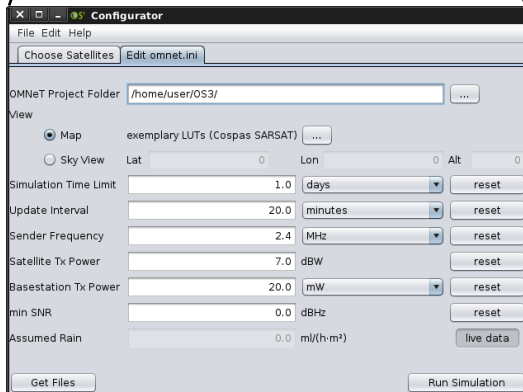 OS³ Configurator
File Edit Help
Choose Satellites Edit omnet.ini
OMNeT Project Folder /home/user/OS3/ ...
View
Map exemplary LUTs (Cospas SARSAT) ...
Sky View Lat 0 Lon 0 Alt 0
Simulation Time Limit 1.0 days reset
Update Interval 20.0 minutes reset
Sender Frequency 2.4 MHz reset
Satellite Tx Power 7.0 dBW reset
Basestation Tx Power 20.0 mW reset
min SNR 0.0 dBHz reset
Assumed Rain 0.0 ml/(h·m²) live data
Get Files Run Simulation